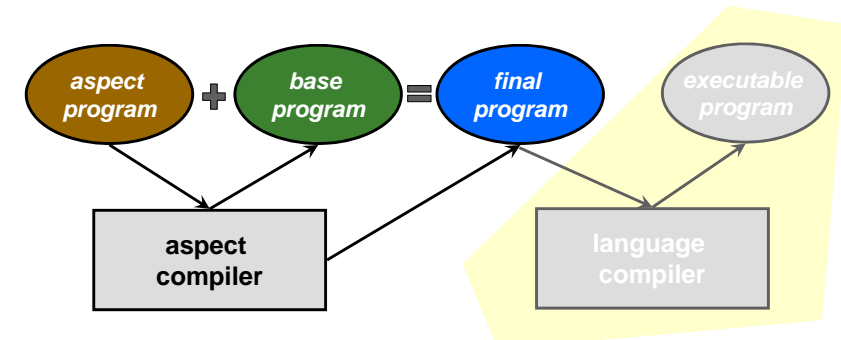 aspect
program
+
base
program
=
final
program
executable
program
aspect
compiler
language
compiler